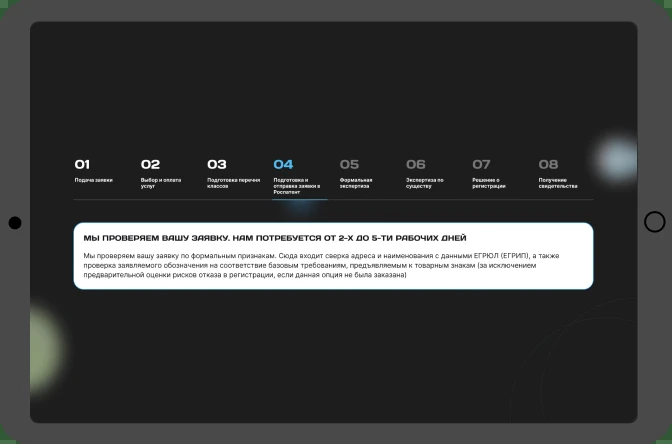 01
Подача заявки
02
Выбор и оплата
услуг
03
Подготовка перечня
классов
04
Подготовка и
отправка заявки в
Роспатент
05
Формальная
экспертиза
06
Экспертиза по
существу
07
Решение о
регистрации
08
Получение
свидетельства
МЫ ПРОВЕРЯЕМ ВАШУ ЗАЯВКУ. НАМ ПОТРЕБУЕТСЯ ОТ 2-Х ДО 5-ТИ РАБОЧИХ ДНЕЙ
Мы проверяем вашу заявку по формальным признакам. Сюда входит сверка адреса и наименования с данными ЕГРЮЛ (ЕГРИП), а также
проверка заявляемого обозначения на соответствие базовым требованиям, предъявляемым к товарным знакам (за исключением
предварительной оценки рисков отказа в регистрации, если данная опция не была заказана)